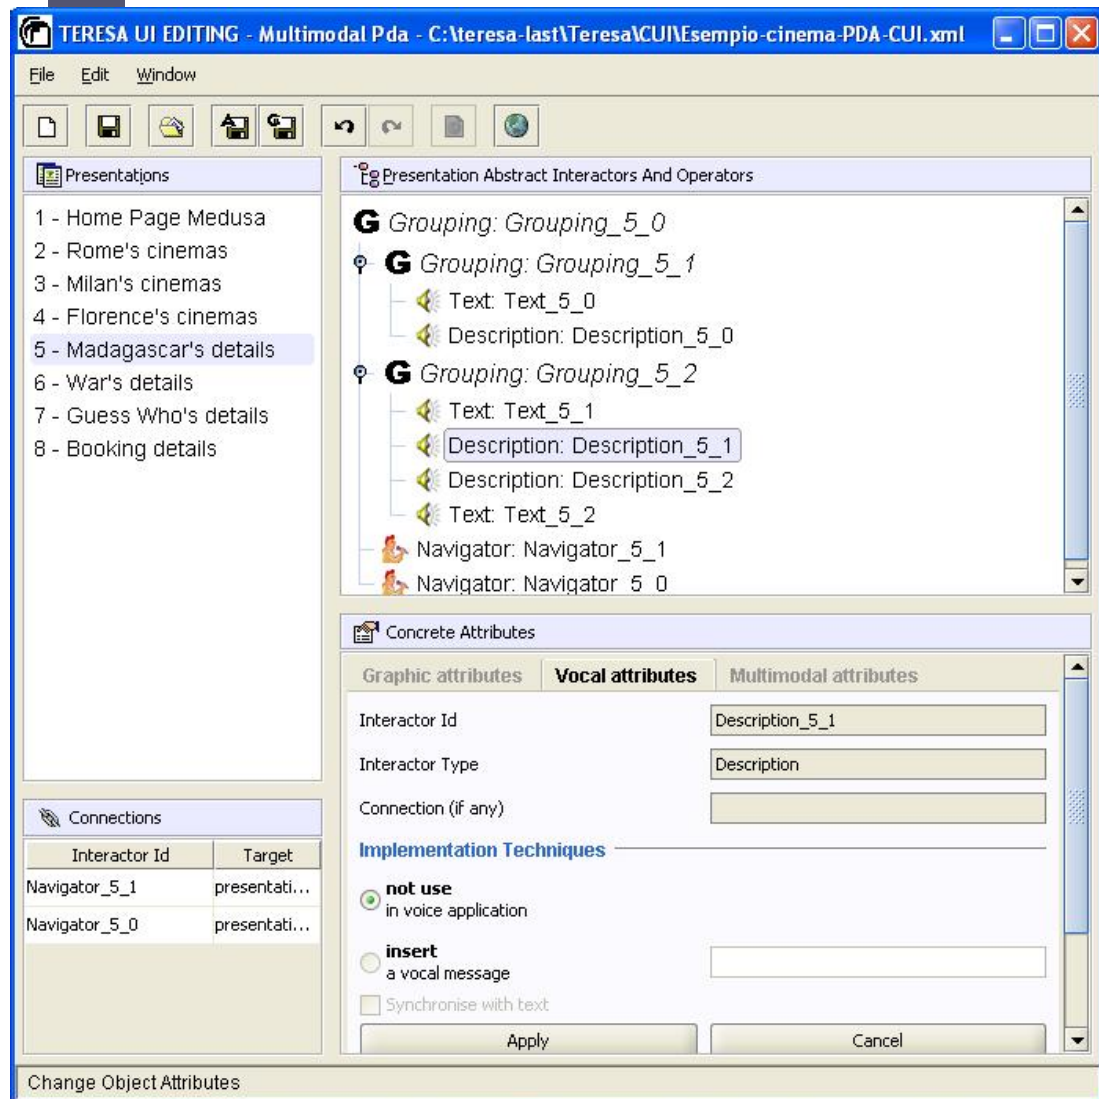 TERESA UI EDITING - Multimodal Pda - C:\teresa-last\Teresa\CUI\Esempio-cinema-PDA-CUI.xml
File Edit Window
Presentations
1 - Home Page Medusa
2 - Rome's cinemas
3 - Milan's cinemas
4 - Florence's cinemas
5 - Madagascar's details
6 - War's details
7 - Guess Who's details
8 - Booking details
Presentation Abstract Interactors And Operators
G Grouping: Grouping_5_0
G Grouping: Grouping_5_1
Text: Text_5_0
Description: Description_5_0
G Grouping: Grouping_5_2
Text: Text_5_1
Description: Description_5_1
Description: Description_5_2
Text: Text_5_2
Navigator: Navigator_5_1
Navigator: Navigator_5_0
Connections
Interactor Id Target
Navigator_5_1 presentati...
Navigator_5_0 presentati...
Concrete Attributes
Graphic attributes Vocal attributes Multimodal attributes
Interactor Id Description_5_1
Interactor Type Description
Connection (if any)
Implementation Techniques
not use
in voice application
insert
a vocal message
Synchronise with text
Apply Cancel
Change Object Attributes